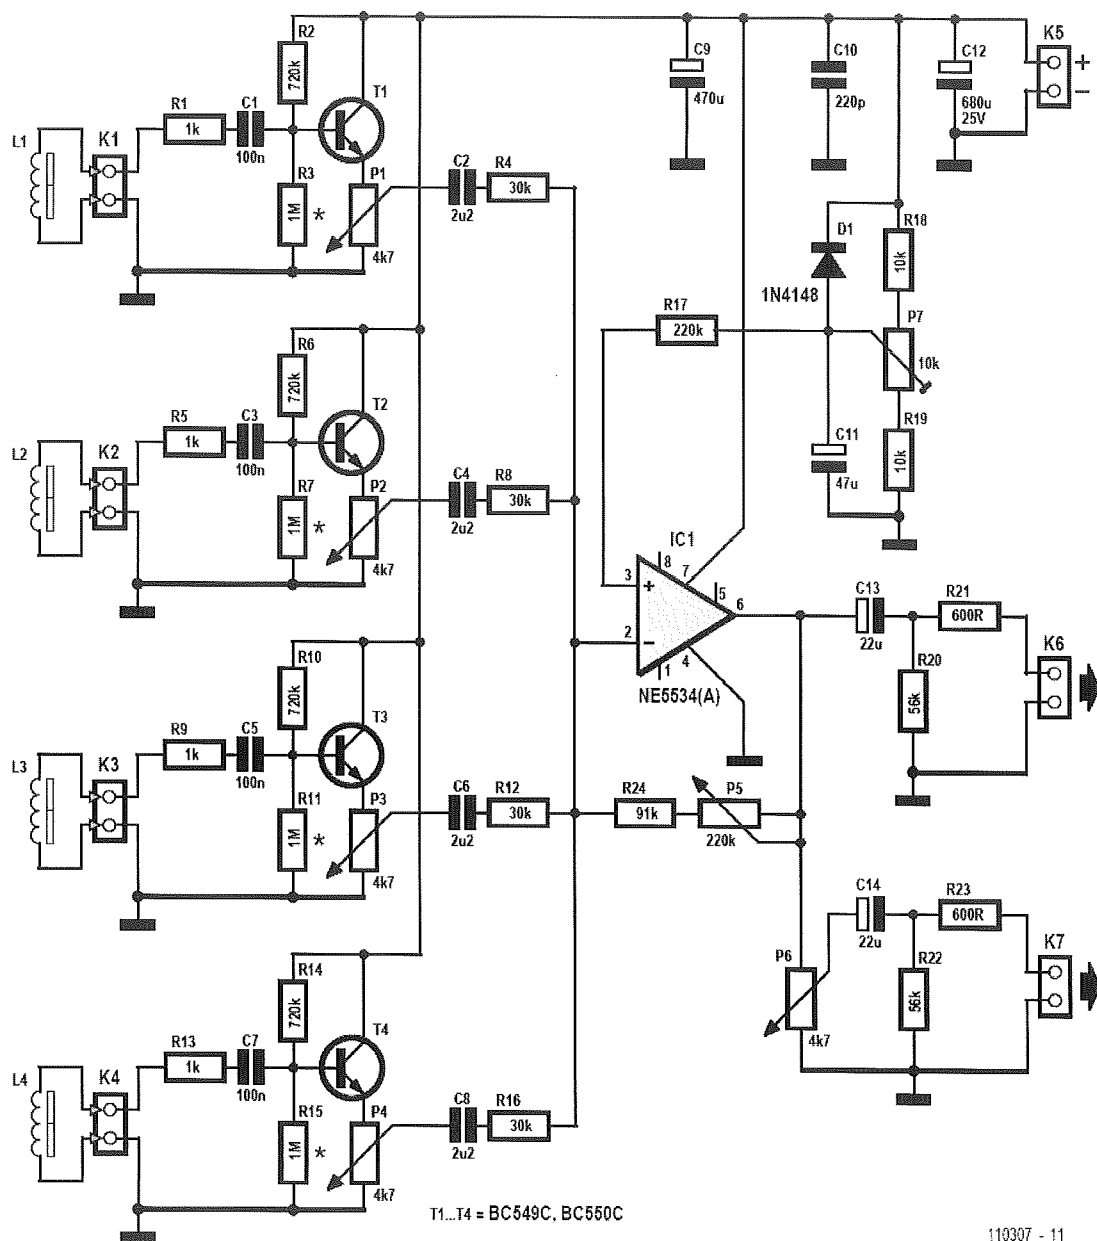 R2
720k
T1
R1
1k
C1
100n
L1
K1
R3
1M
*
P1
4k7
C2
2u2
R4
30k
C9
470u
C10
220p
C12
680u
25V
K5
+
–
D1
1N4148
R18
10k
R17
220k
P7
10k
C11
47u
R19
10k
R6
720k
T2
R5
1k
C3
100n
L2
K2
R7
1M
*
P2
4k7
C4
2u2
R8
30k
IC1
8
7
5
3
+
6
2
–
4
1
NE5534(A)
C13
22u
R21
600R
R20
56k
K6
R10
720k
T3
R9
1k
C5
100n
L3
K3
R11
1M
*
P3
4k7
C6
2u2
R12
30k
R24
91k
P5
220k
C14
22u
R23
600R
R22
56k
K7
P6
4k7
R14
720k
T4
R13
1k
C7
100n
L4
K4
R15
1M
*
P4
4k7
C8
2u2
R16
30k
T1...T4 = BC549C, BC550C
110307 - 11